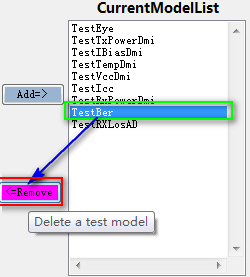 CurrentModelList
TestEye
TestTxPowerDmi
TestIBiasDmi
TestTempDmi
TestVccDmi
Add=>
TestIcc
TestRxPowerDmi
TestBer
TestRXLosAD
<=Remove
Delete a test model